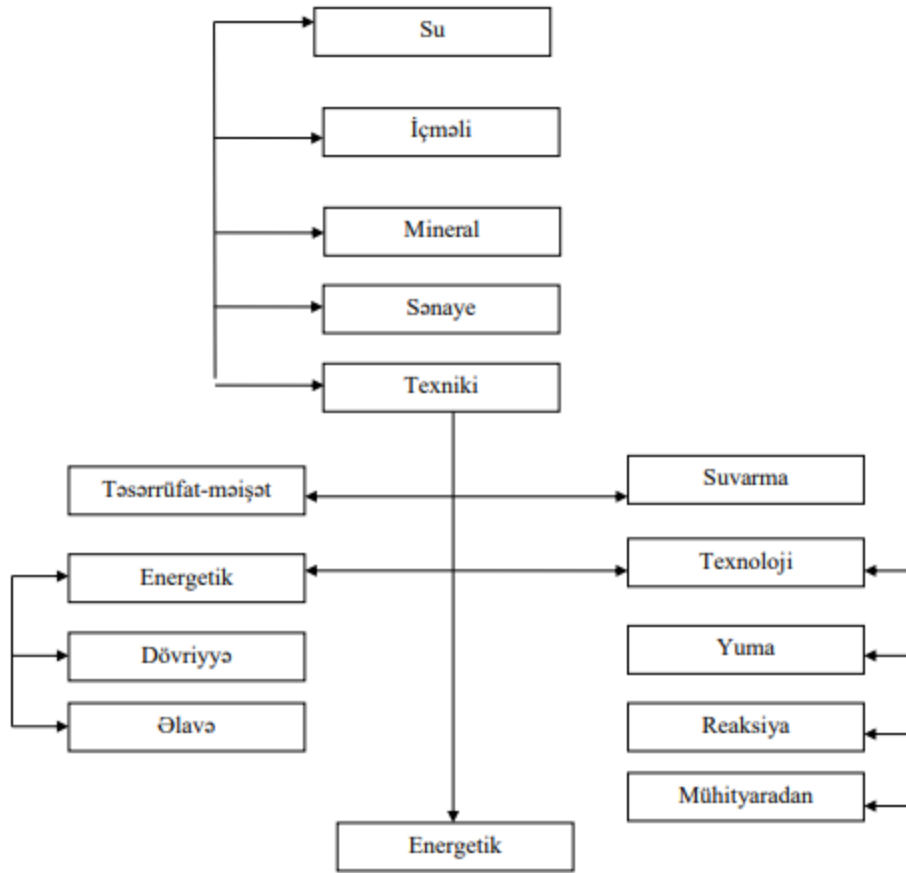 Su
İçməli
Mineral
Sənaye
Texniki
Təsərrüfat-məişət
Suvarma
Energetik
Texnoloji
Dövriyyə
Yuma
Əlavə
Reaksiya
Mühityaradan
Energetik